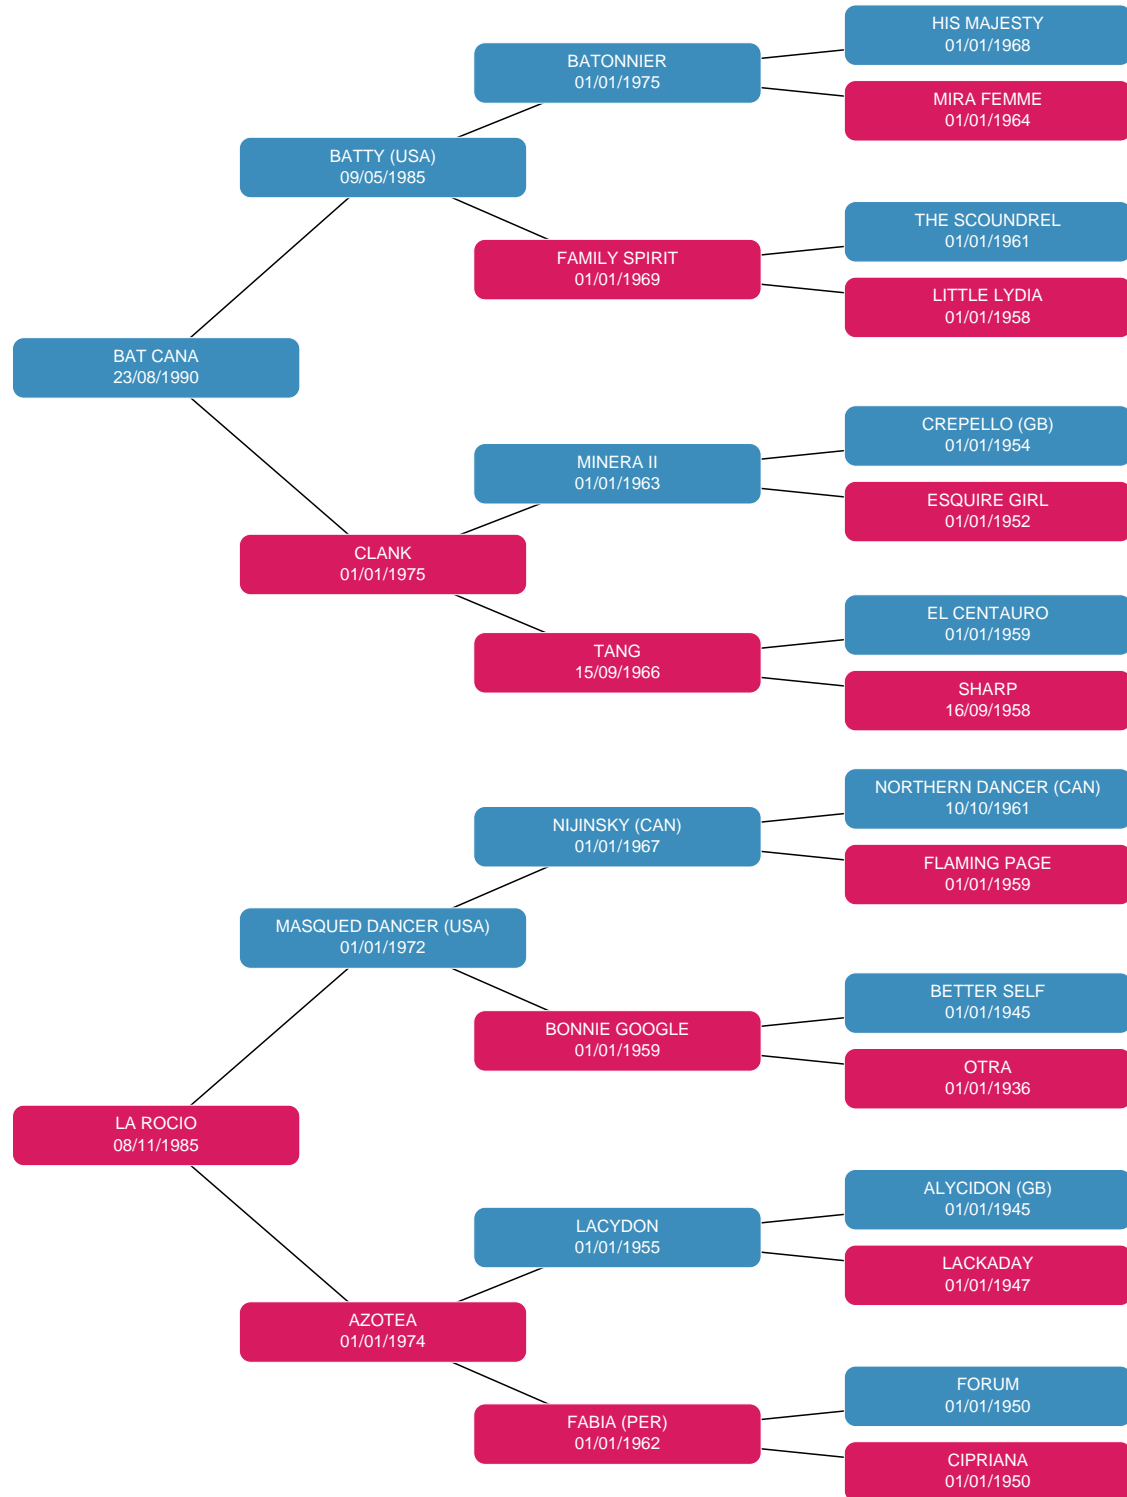 HIS MAJESTY
01/01/1968
BATONNIER
01/01/1975
MIRA FEMME
01/01/1964
BATTY (USA)
09/05/1985
THE SCOUNDREL
01/01/1961
FAMILY SPIRIT
01/01/1969
LITTLE LYDIA
01/01/1958
BAT CANA
23/08/1990
CREPELLO (GB)
01/01/1954
MINERA II
01/01/1963
ESQUIRE GIRL
01/01/1952
CLANK
01/01/1975
EL CENTAURO
01/01/1959
TANG
15/09/1966
SHARP
16/09/1958
NORTHERN DANCER (CAN)
10/10/1961
NIJINSKY (CAN)
01/01/1967
FLAMING PAGE
01/01/1959
MASQUED DANCER (USA)
01/01/1972
BETTER SELF
01/01/1945
BONNIE GOOGLE
01/01/1959
OTRA
01/01/1936
LA ROCIO
08/11/1985
ALYCIDON (GB)
01/01/1945
LACYDON
01/01/1955
LACKADAY
01/01/1947
AZOTEA
01/01/1974
FORUM
01/01/1950
FABIA (PER)
01/01/1962
CIPRIANA
01/01/1950